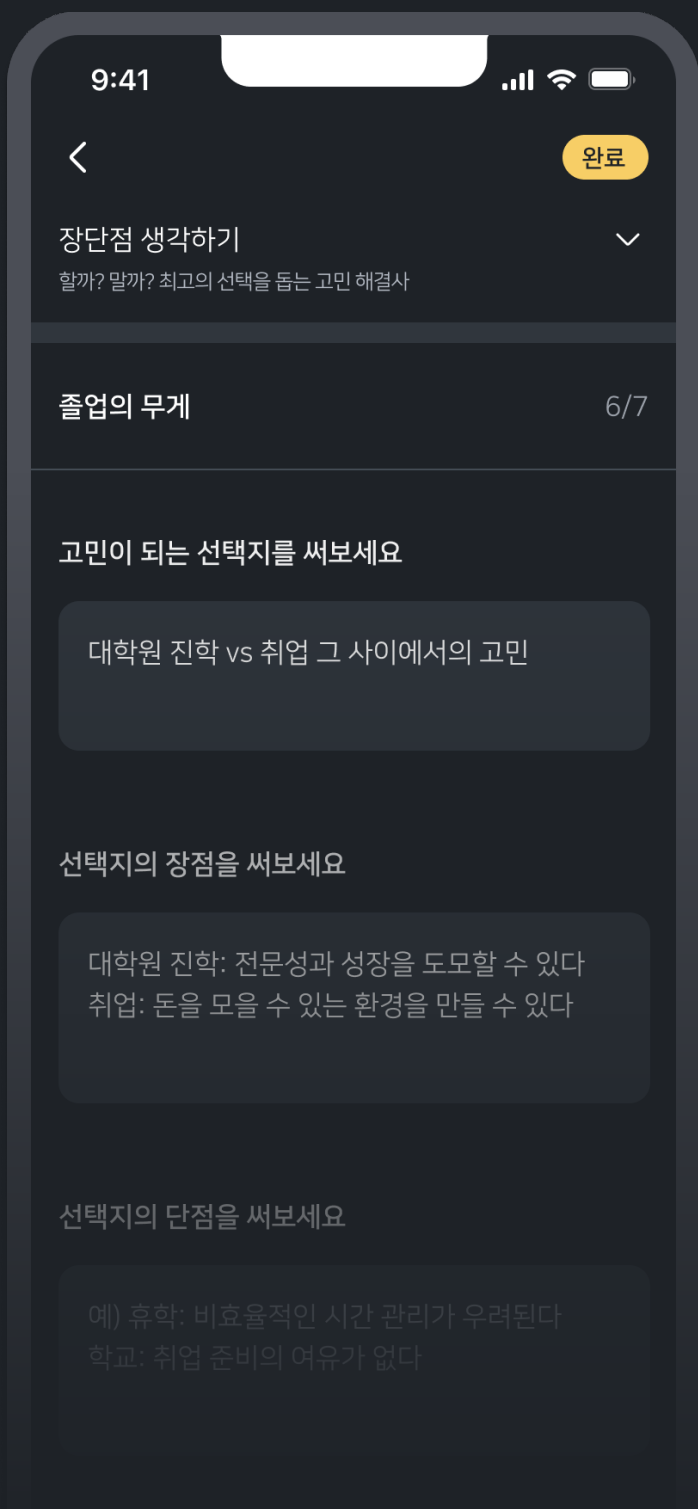 9:41
완료
장단점 생각하기
할까? 말까? 최고의 선택을 돕는 고민 해결사
졸업의 무게
6/7
고민이 되는 선택지를 써보세요
대학원 진학 vs 취업 그 사이에서의 고민
선택지의 장점을 써보세요
대학원 진학: 전문성과 성장을 도모할 수 있다
취업: 돈을 모을 수 있는 환경을 만들 수 있다
선택지의 단점을 써보세요
예) 휴학: 비효율적인 시간 관리가 우려된다
학교: 취업 준비의 여유가 없다